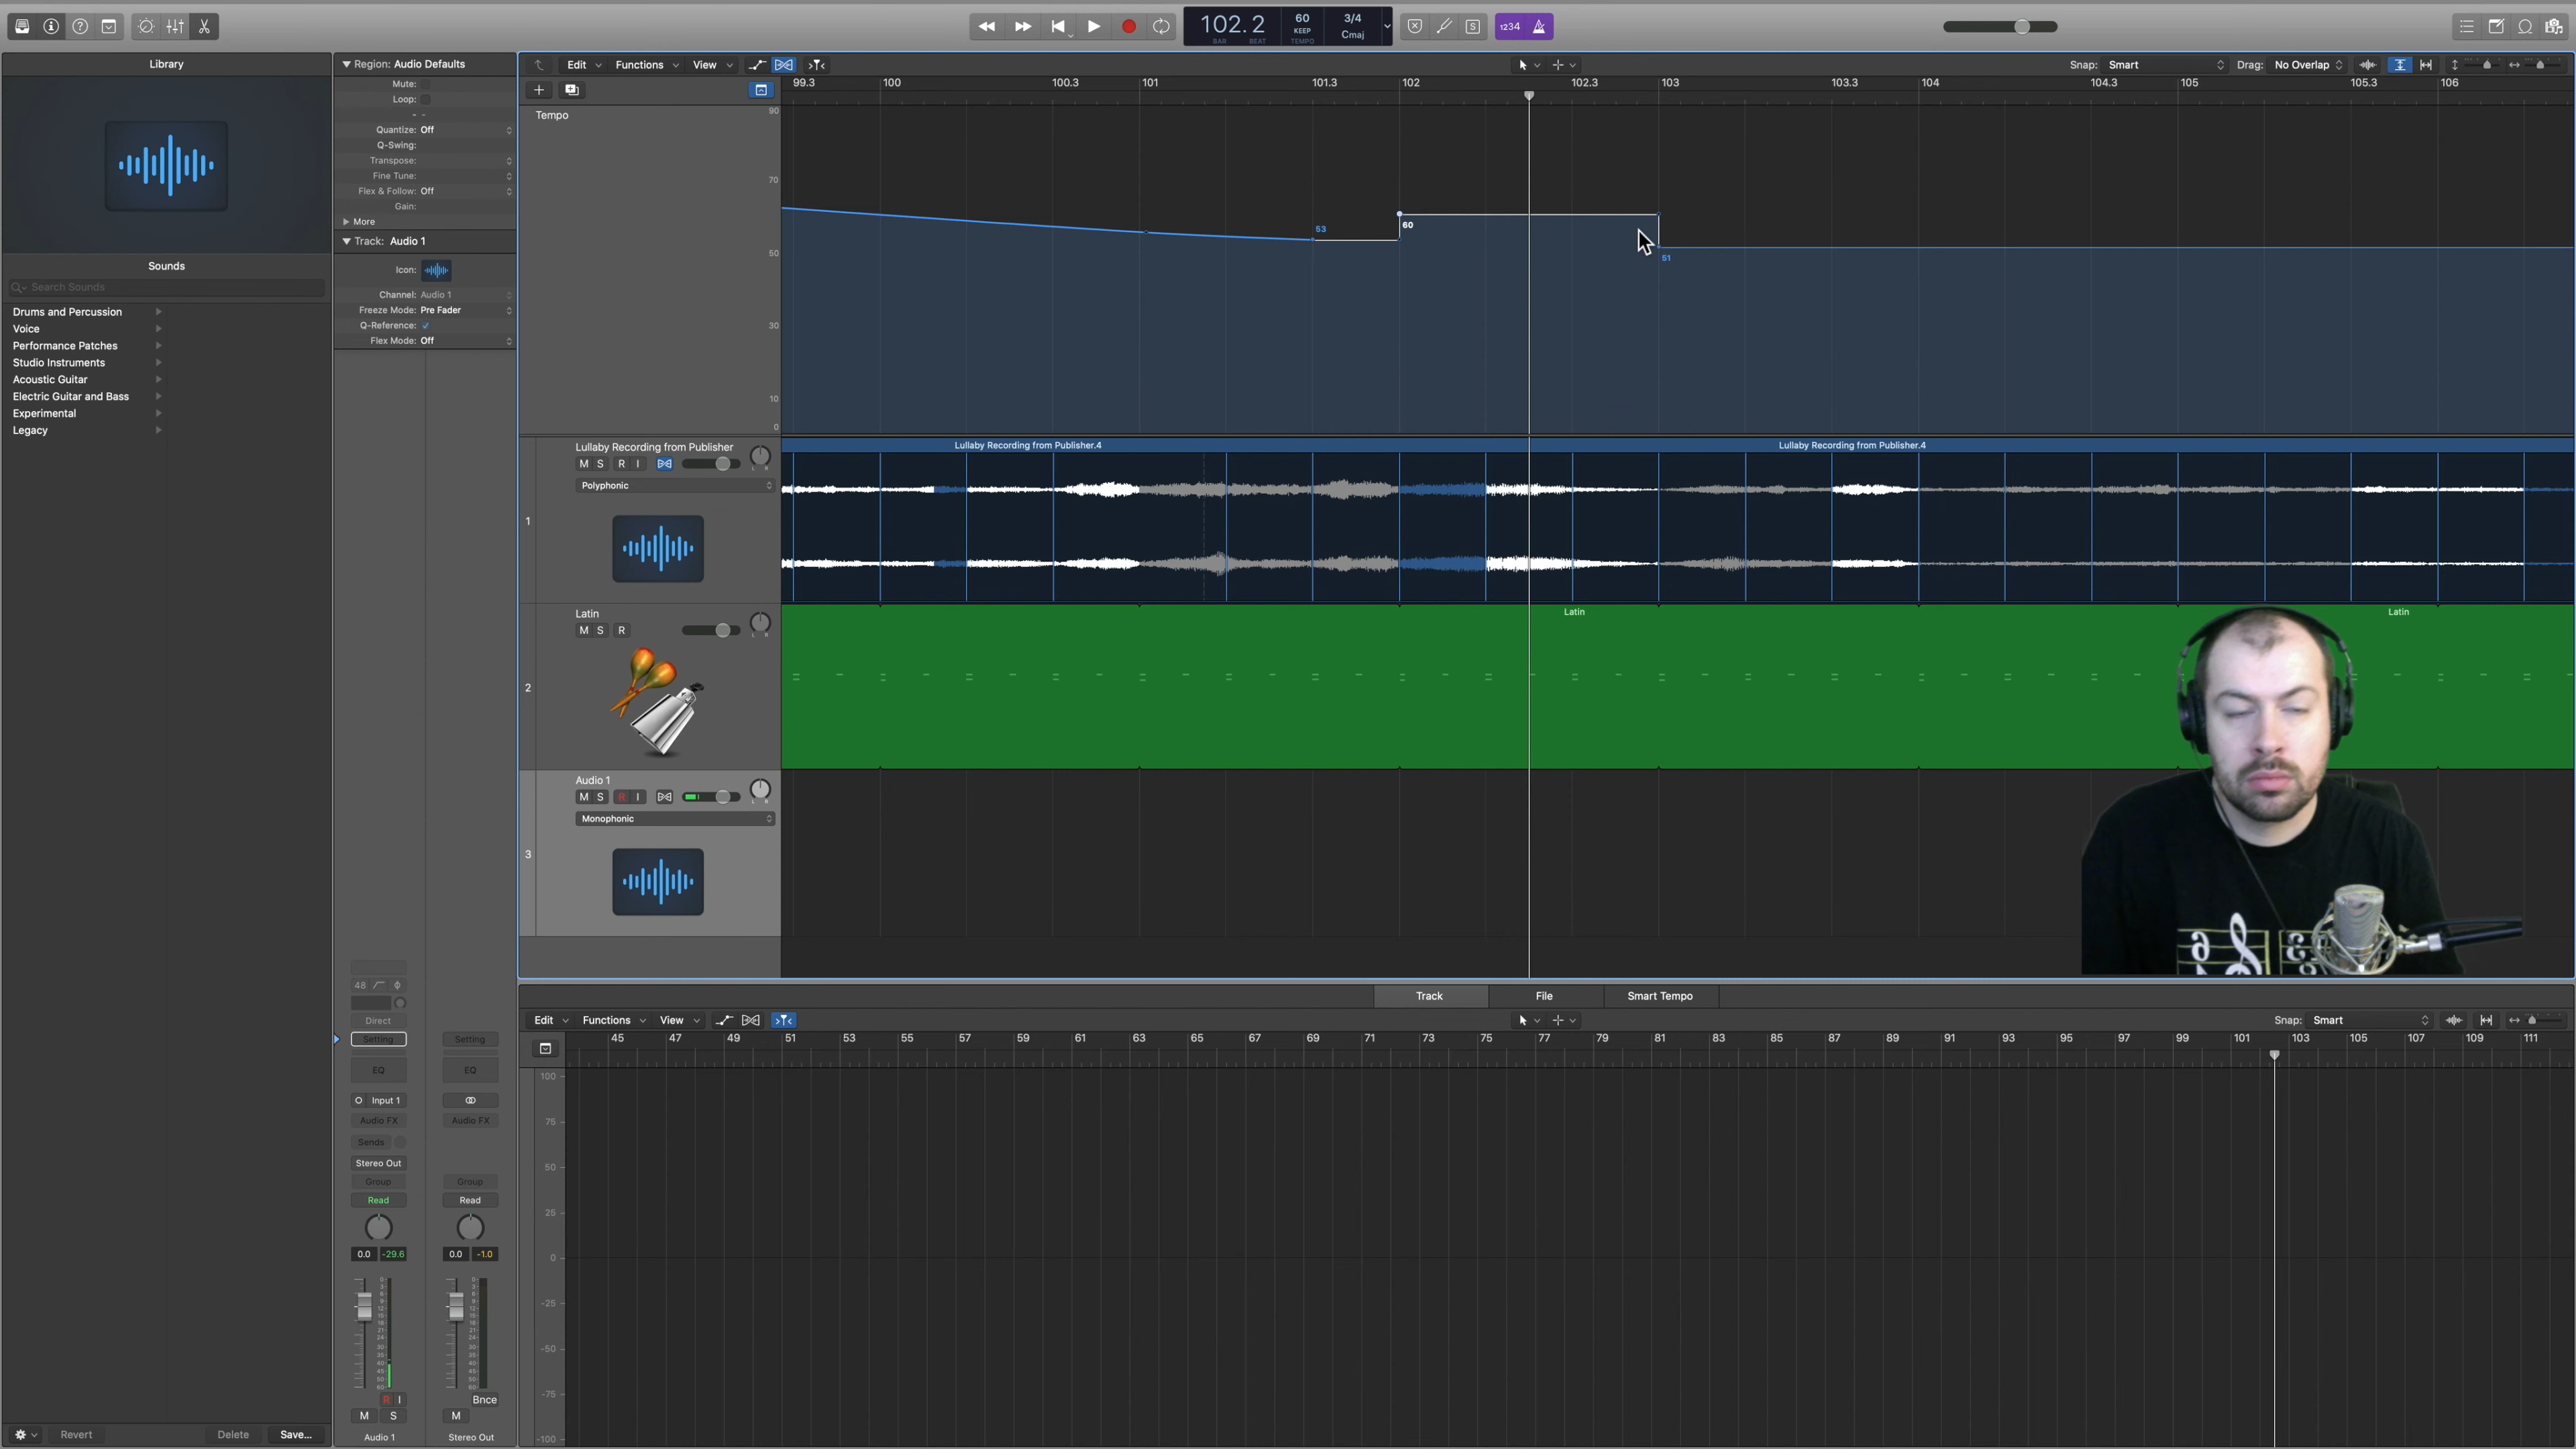 102.2
BAR
BEAT
60
KEEP
TEMPO
3/4
Cmaj
S
1234
Library
Sounds
Search Sounds
Drums and Percussion
Voice
Performance Patches
Studio Instruments
Acoustic Guitar
Electric Guitar and Bass
Experimental
Legacy
Revert
Delete
Save...
Region: Audio Defaults
Mute:
Loop:
Quantize: Off
Q-Swing:
Transpose:
Fine Tune:
Flex & Follow: Off
Gain:
More
Track: Audio 1
Icon:
Channel: Audio 1
Freeze Mode: Pre Fader
Q-Reference:
Flex Mode: Off
48
Direct
Setting Setting
EQ EQ
Input 1
Audio FX Audio FX
Sends
Stereo Out
Group Group
Read Read
0.0 -29.6 0.0 -1.0
R I Bnce
M S M
Audio 1 Stereo Out
Edit Functions View
Snap: Smart Drag: No Overlap
99.3 100 100.3 101 101.3 102 102.3 103 103.3 104 104.3 105 105.3 106
Tempo
90
70
50
30
10
0
53
60
51
1
Lullaby Recording from Publisher
M S R I
Polyphonic
Lullaby Recording from Publisher.4 Lullaby Recording from Publisher.4
2
Latin
M S R
Latin Latin
3
Audio 1
M S R I
Monophonic
Track File Smart Tempo
Edit Functions View
Snap: Smart
45 47 49 51 53 55 57 59 61 63 65 67 69 71 73 75 77 79 81 83 85 87 89 91 93 95 97 99 101 103 105 107 109 111
100
75
50
25
0
-25
-50
-75
-100